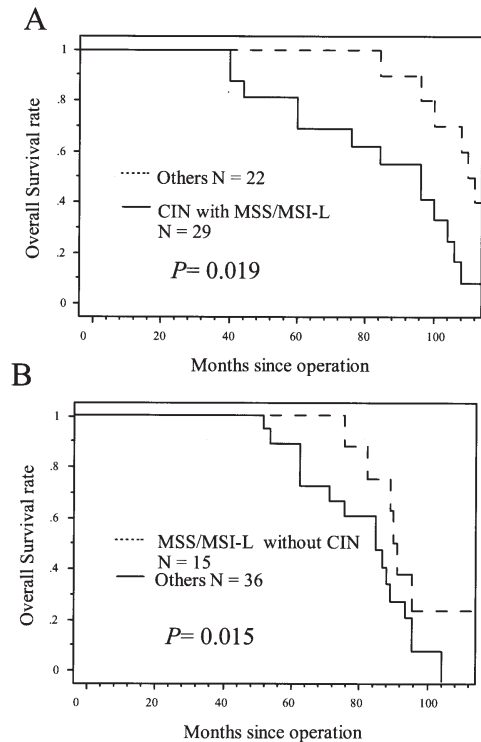 A
Overall Survival rate
1
.8
.6
.4
.2
0
Others N = 22
CIN with MSS/MSI-L
N = 29
P= 0.019
0 20 40 60 80 100
Months since operation
B
Overall Survival rate
1
.8
.6
.4
.2
0
MSS/MSI-L without CIN
N = 15
Others N = 36
P= 0.015
0 20 40 60 80 100
Months since operation